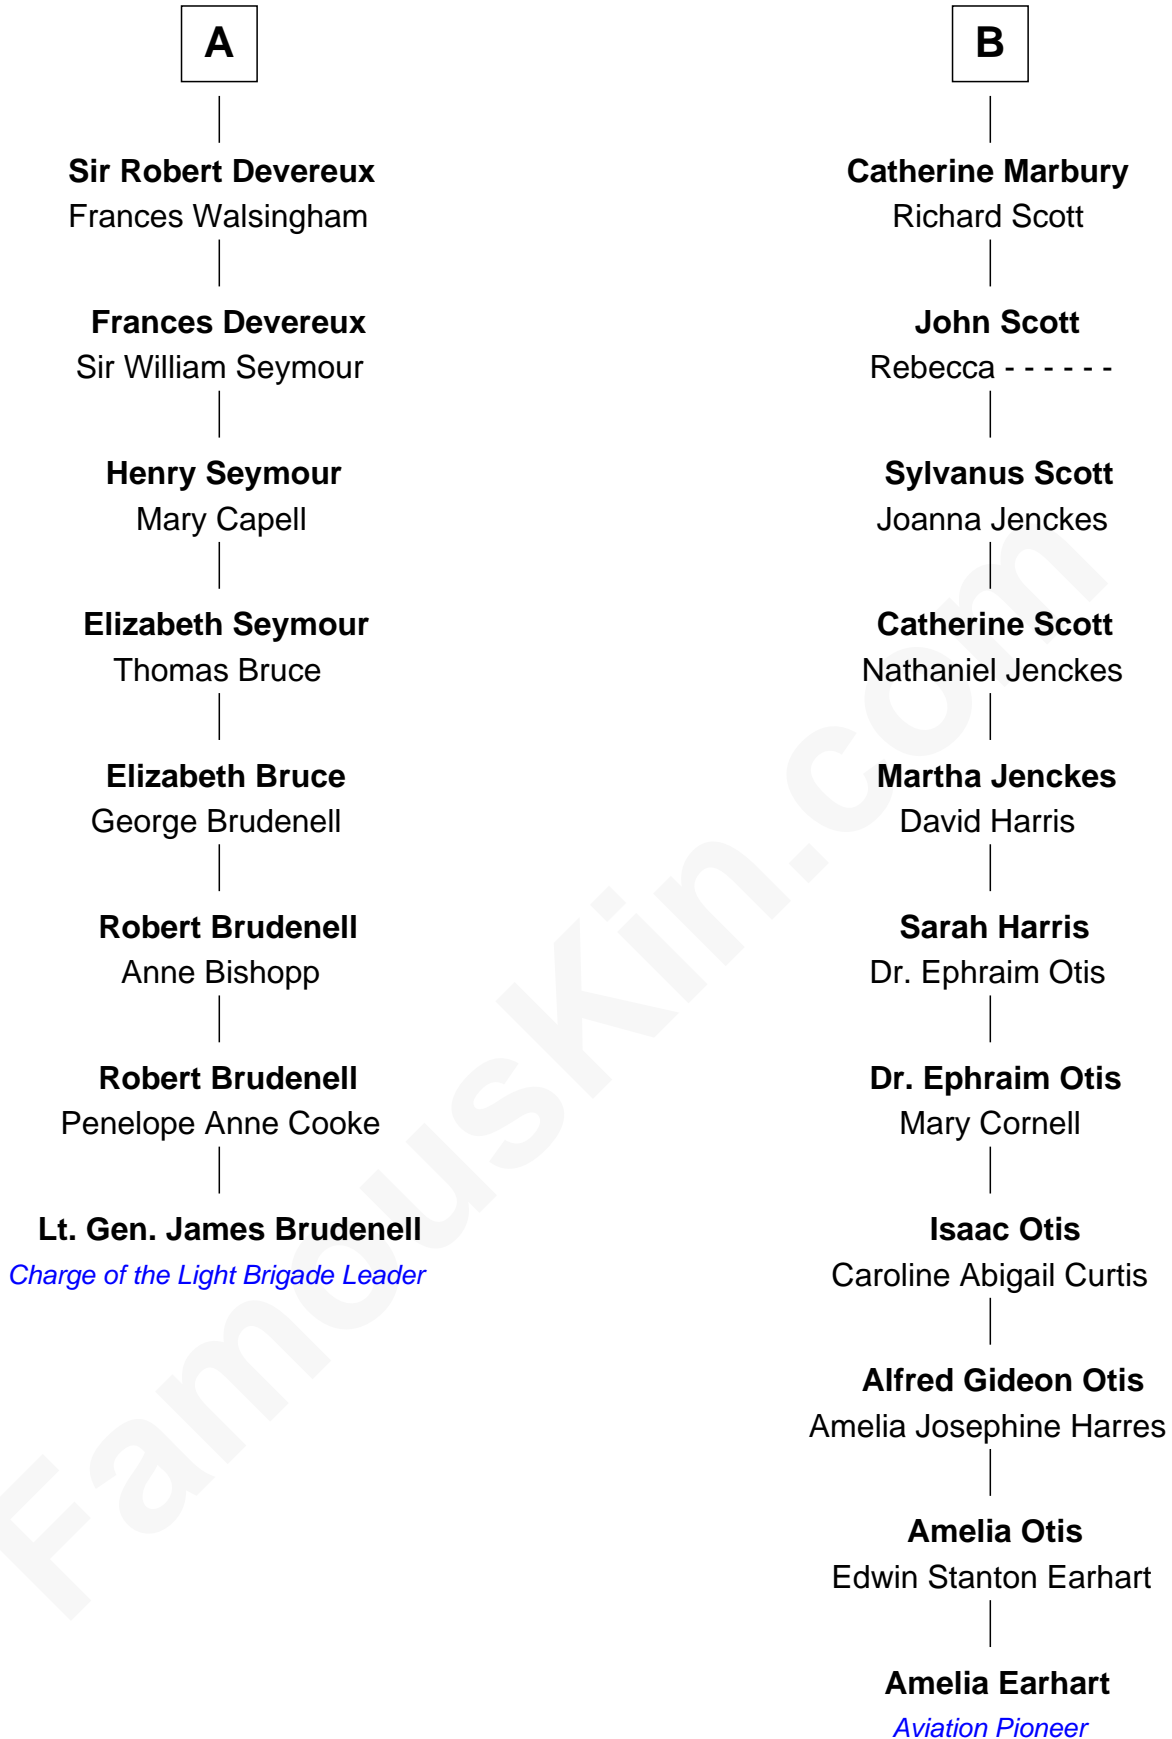 A
Sir Robert Devereux
Frances Walsingham
Frances Devereux
Sir William Seymour
Henry Seymour
Mary Capell
Elizabeth Seymour
Thomas Bruce
Elizabeth Bruce
George Brudenell
Robert Brudenell
Anne Bishopp
Robert Brudenell
Penelope Anne Cooke
Lt. Gen. James Brudenell
Charge of the Light Brigade Leader
B
Catherine Marbury
Richard Scott
John Scott
Rebecca - - - - - -
Sylvanus Scott
Joanna Jenckes
Catherine Scott
Nathaniel Jenckes
Martha Jenckes
David Harris
Sarah Harris
Dr. Ephraim Otis
Dr. Ephraim Otis
Mary Cornell
Isaac Otis
Caroline Abigail Curtis
Alfred Gideon Otis
Amelia Josephine Harres
Amelia Otis
Edwin Stanton Earhart
Amelia Earhart
Aviation Pioneer
FamousKin.com